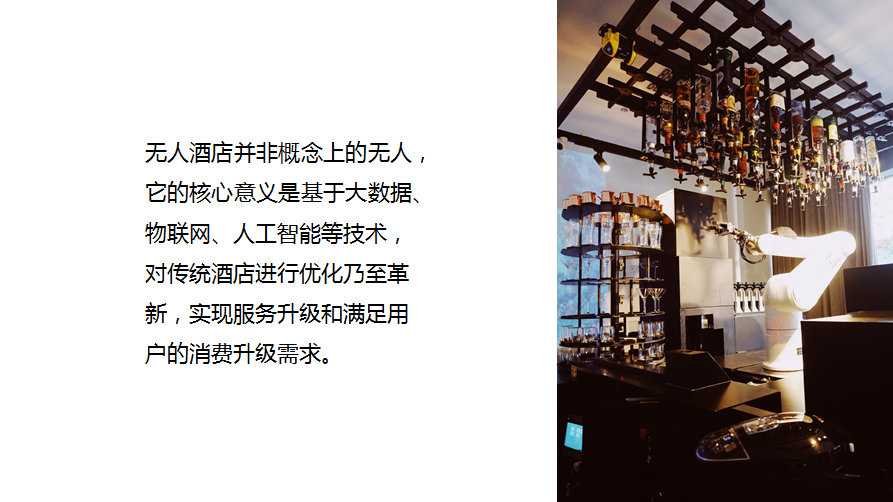 无人酒店并非概念上的无人，
它的核心意义是基于大数据、
物联网、人工智能等技术，
对传统酒店进行优化乃至革
新，实现服务升级和满足用
户的消费升级需求。